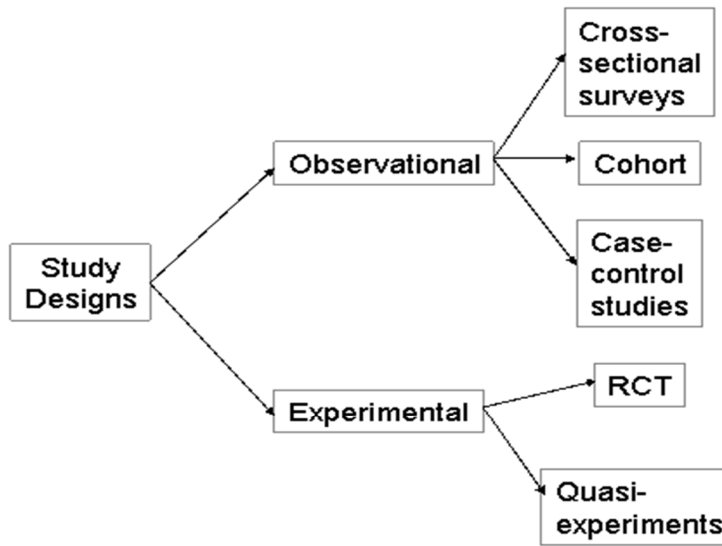 Study
Designs
Observational
Cross-
sectional
surveys
Cohort
Case-
control
studies
Experimental
RCT
Quasi-
experiments